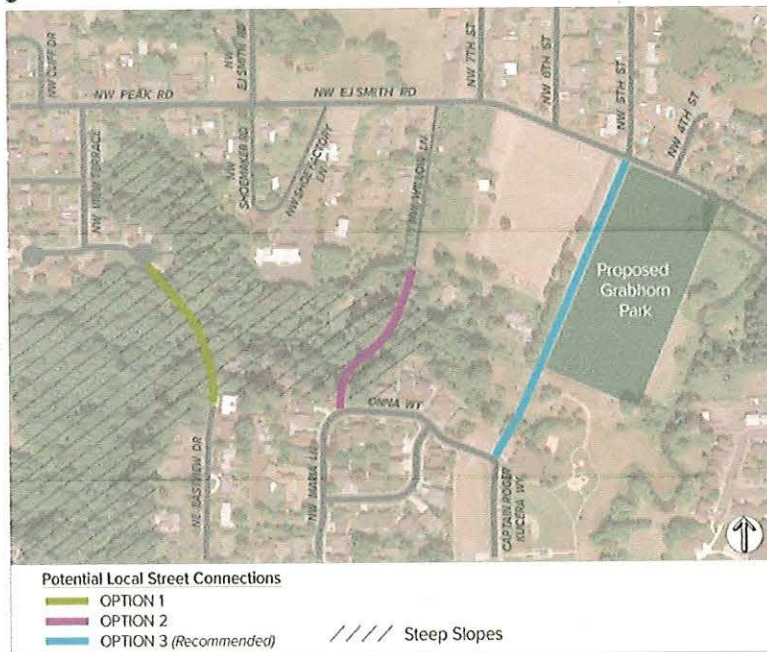 NW CLIFF DR
NW PEAK RD
NW
EJ SMITH RD
NW EJ SMITH RD
NW 7TH ST
NW 6TH ST
NW 5TH ST
NW 4TH ST
NW VIEW TERRACE
NW
SHOEMAKER RD
NW SHOE FACTORY
LN
NW WILSON LN
Proposed
Grabhorn
Park
ONNA WY
NE EASTVIEW DR
NW MARIA LN
CAPTAIN ROGER
KUCERA WY
Potential Local Street Connections
OPTION 1
OPTION 2
OPTION 3 (Recommended)
Steep Slopes